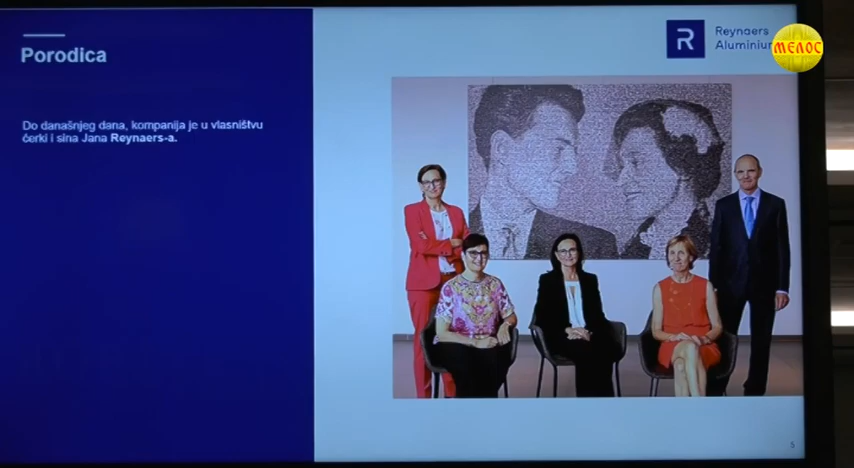 Porodica
Do današnjeg dana, kompanija je u vlasništvu
ćerki i sina Jana Reynaers-a.
R
Reynaers
Aluminium
МЕЛОС
5